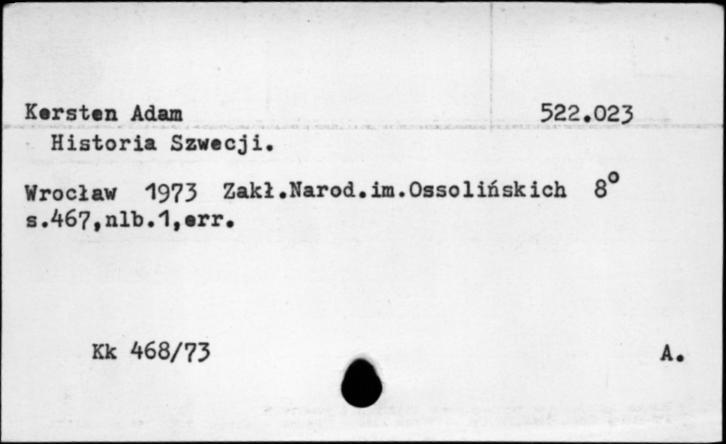 Kersten Adam 522.023
Historia Szwecji.
Wrocław 1973 Zakł.Narod.im.Ossolińskich 8°
s.467,nlb.1,err.
Kk 468/73 A.